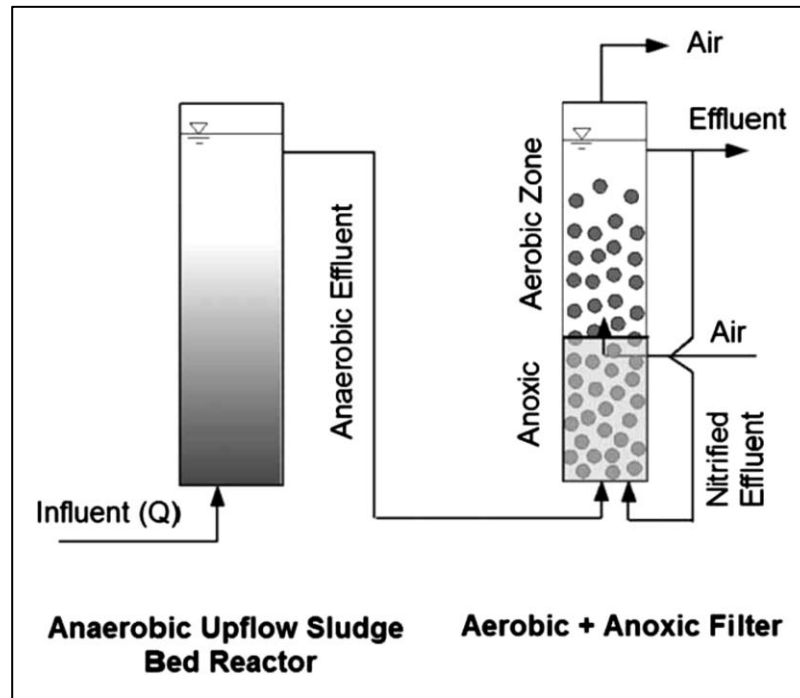 Air
Effluent
Aerobic Zone
Anaerobic Effluent
Air
Anoxic
Nitrified
Effluent
Influent (Q)
Anaerobic Upflow Sludge
Bed Reactor
Aerobic + Anoxic Filter